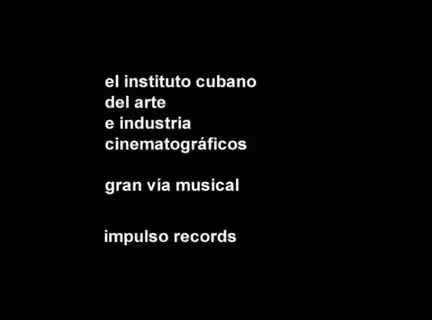 el instituto cubano
del arte
e industria
cinematográficos
gran vía musical
impulso records